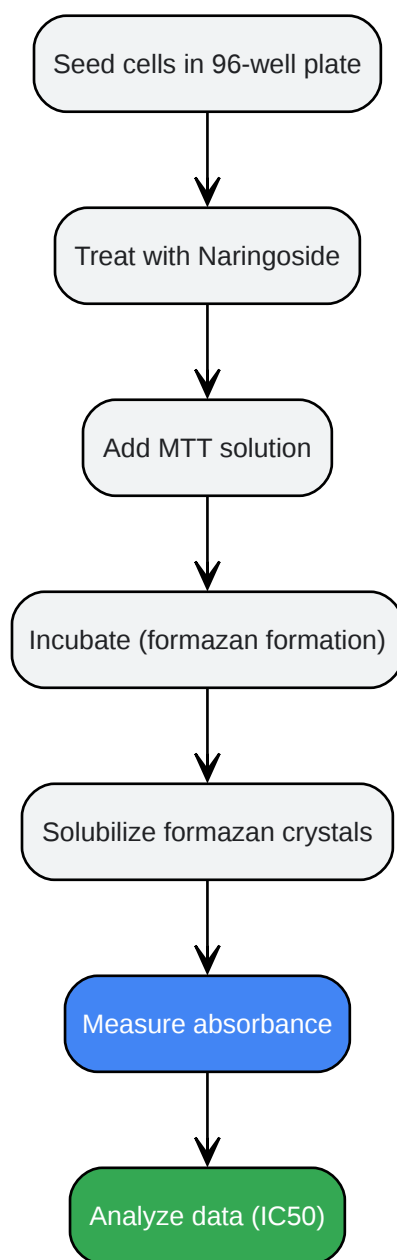 Seed cells in 96-well plate
Treat with Naringoside
Add MTT solution
Incubate (formazan formation)
Solubilize formazan crystals
Measure absorbance
Analyze data (IC50)